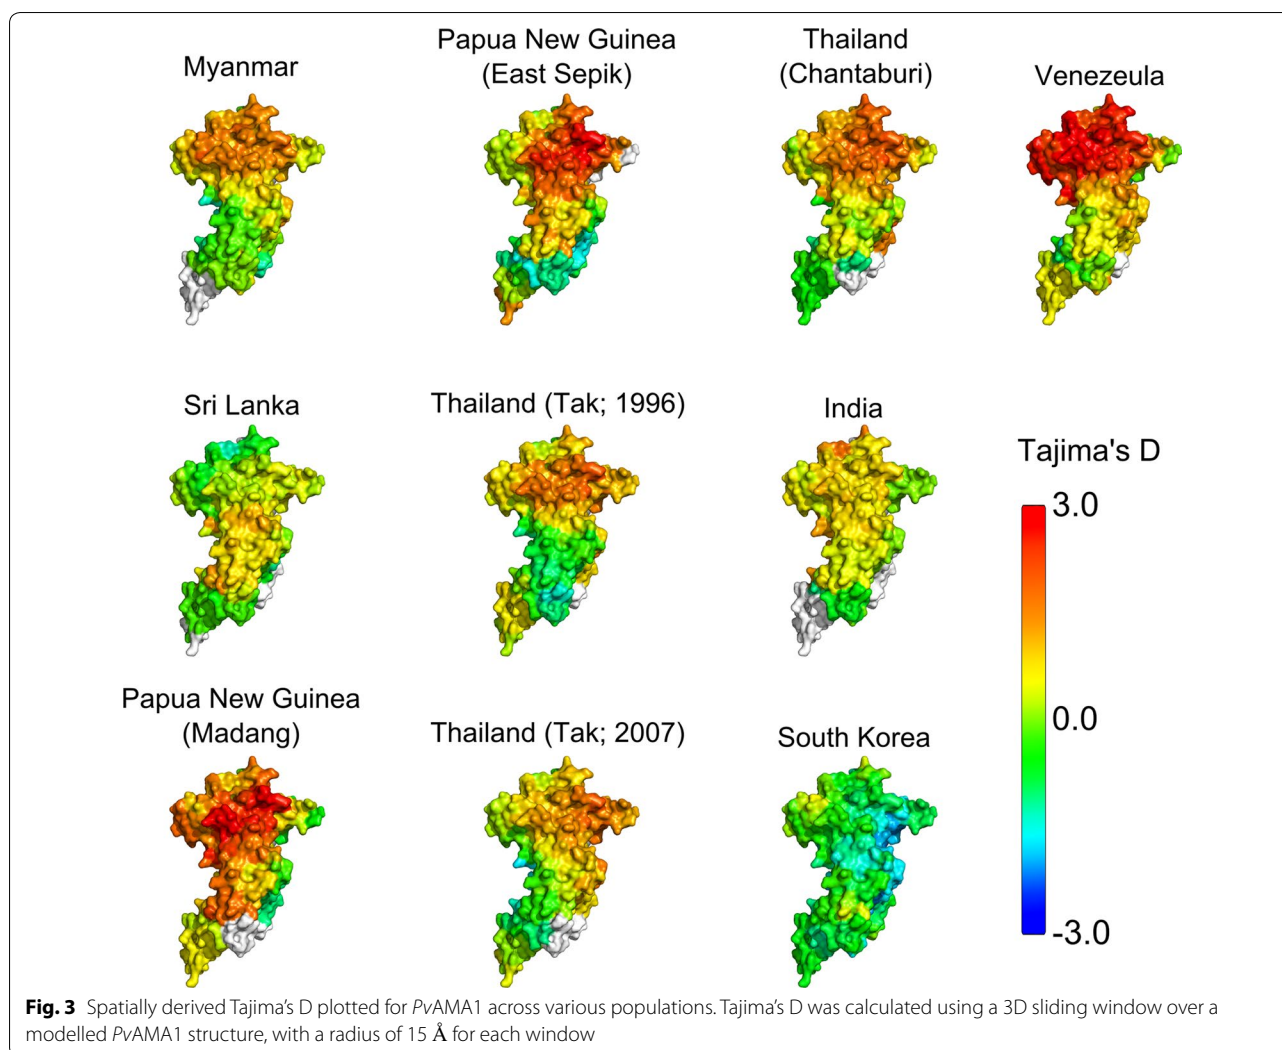 Myanmar
Papua New Guinea
(East Sepik)
Thailand
(Chantaburi)
Venezeula
Sri Lanka
Thailand (Tak; 1996)
India
Tajima's D
3.0
0.0
-3.0
Papua New Guinea
(Madang)
Thailand (Tak; 2007)
South Korea
Fig. 3 Spatially derived Tajima's D plotted for PvAMA1 across various populations. Tajima's D was calculated using a 3D sliding window over a
modelled PvAMA1 structure, with a radius of 15 Å for each window